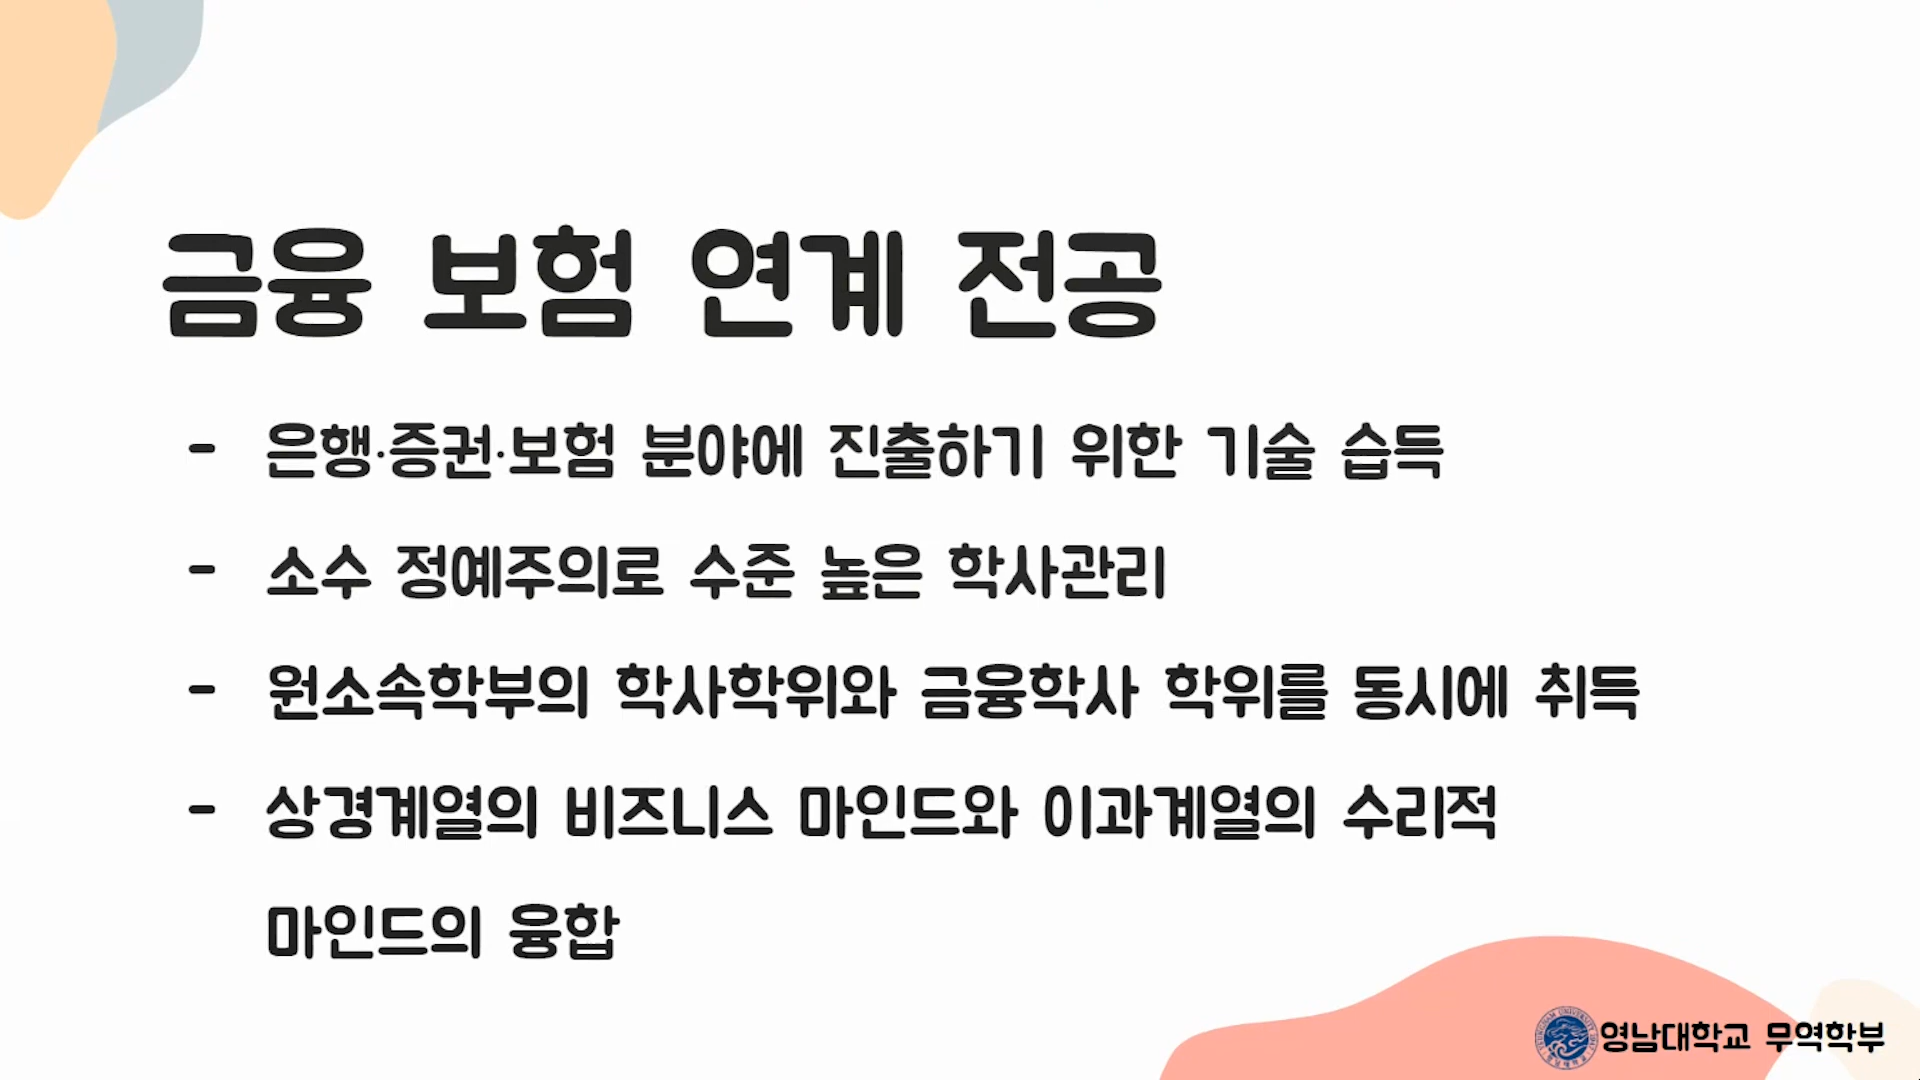 금융 보험 연계 전공
- 은행·증권·보험 분야에 진출하기 위한 기술 습득
- 소수 정예주의로 수준 높은 학사관리
- 원소속학부의 학사학위와 금융학사 학위를 동시에 취득
- 상경계열의 비즈니스 마인드와 이과계열의 수리적
마인드의 융합
영남대학교 무역학부